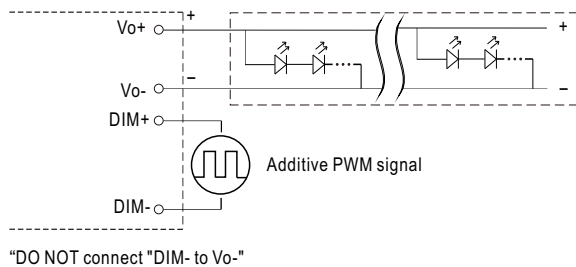 Vo+
+
+
–
Vo-
–
DIM+
Additive PWM signal
DIM-
“DO NOT connect "DIM- to Vo-"